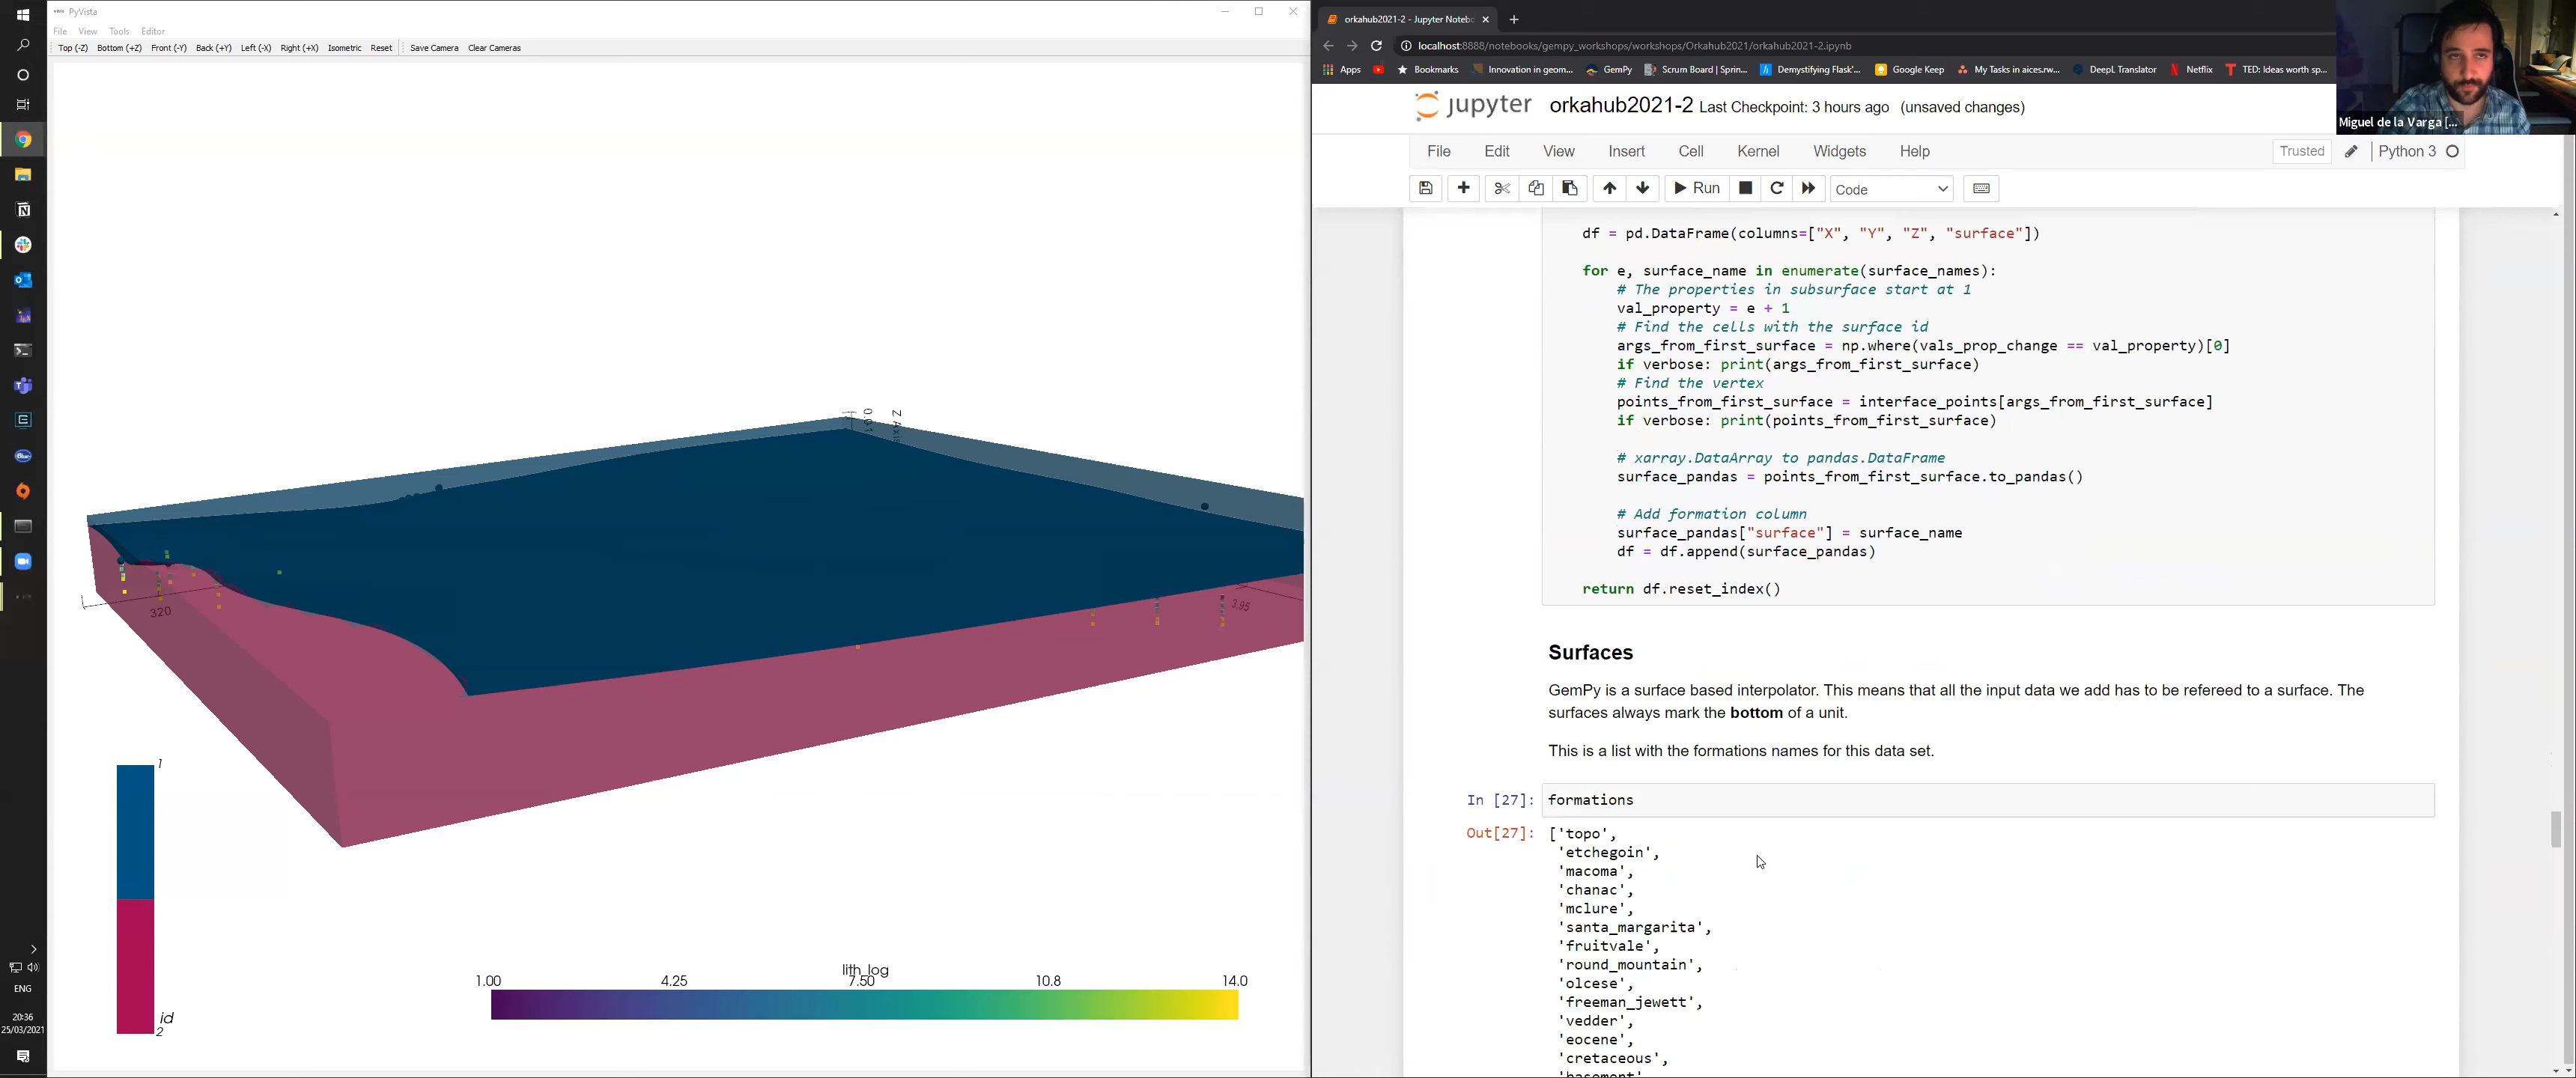 PyVista
File View Tools Editor
Top (-Z) Bottom (+Z) Front (-Y) Back (+Y) Left (-X) Right (+X) Isometric Reset Save Camera Clear Cameras
320
3.95
1
id
2
lith_log
1.00 4.25 7.50 10.8 14.0
ENG
20:36
25/03/2021
orkahub2021-2 - Jupyter Notebc
localhost:8888/notebooks/gempy_workshops/workshops/Orkahub2021/orkahub2021-2.ipynb
Apps Bookmarks Innovation in geom... GemPy Scrum Board | Sprin... Demystifying Flask'... Google Keep My Tasks in aices.rw... DeepL Translator Netflix TED: Ideas worth sp...
Miguel de la Varga [...
jupyter orkahub2021-2 Last Checkpoint: 3 hours ago (unsaved changes)
File Edit View Insert Cell Kernel Widgets Help Trusted Python 3
Run Code
df = pd.DataFrame(columns=["X", "Y", "Z", "surface"])
for e, surface_name in enumerate(surface_names):
# The properties in subsurface start at 1
val_property = e + 1
# Find the cells with the surface id
args_from_first_surface = np.where(vals_prop_change == val_property)[0]
if verbose: print(args_from_first_surface)
# Find the vertex
points_from_first_surface = interface_points[args_from_first_surface]
if verbose: print(points_from_first_surface)
# xarray.DataArray to pandas.DataFrame
surface_pandas = points_from_first_surface.to_pandas()
# Add formation column
surface_pandas["surface"] = surface_name
df = df.append(surface_pandas)
return df.reset_index()
Surfaces
GemPy is a surface based interpolator. This means that all the input data we add has to be refereed to a surface. The
surfaces always mark the bottom of a unit.
This is a list with the formations names for this data set.
In [27]: formations
Out[27]: ['topo',
'etchegoin',
'macoma',
'chanac',
'mclure',
'santa_margarita',
'fruitvale',
'round_mountain',
'olcese',
'freeman_jewett',
'vedder',
'eocene',
'cretaceous',
'basement'